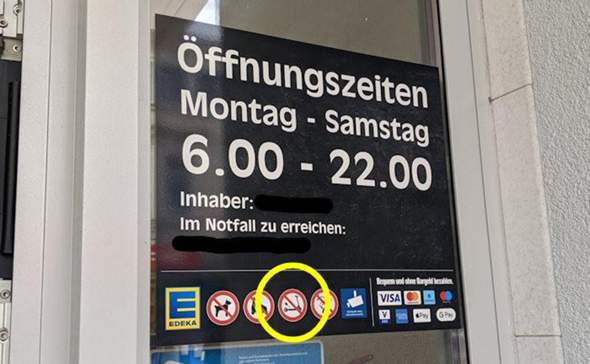 Öffnungszeiten
Montag - Samstag
6.00 - 22.00
Inhaber:
Im Notfall zu erreichen:
Bequem und ohne Bargeld bezahlen.
EDEKA
VISA
Pay
G Pay